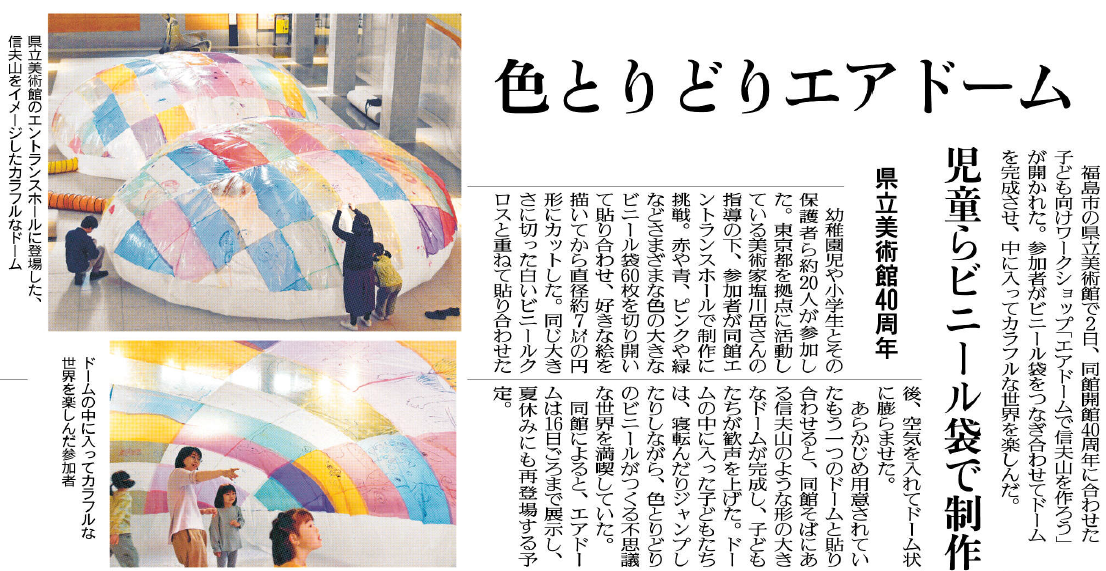 色とりどりエアドーム
児童らビニール袋で制作
県立美術館40周年
福島市の県立美術館で2日、同館開館40周年に合わせた
子ども向けワークショップ「エアドームで信夫山を作ろう」
が開かれた。参加者がビニール袋をつなぎ合わせてドーム
を完成させ、中に入ってカラフルな世界を楽しんだ。
幼稚園児や小学生とその
保護者ら約20人が参加し
た。東京都を拠点に活動し
ている美術家塩川岳さんの
指導の下、参加者が同館エ
ントランスホールで制作に
挑戦。赤や青、ピンクや緑
などさまざまな色の大きな
ビニール袋60枚を切り開い
て貼り合わせ、好きな絵を
描いてから直径約7㍍の円
形にカットした。同じ大き
さに切った白いビニールク
ロスと重ねて貼り合わせた
後、空気を入れてドーム状
に膨らませた。
あらかじめ用意されてい
たもう一つのドームと貼り
合わせると、同館そばにあ
る信夫山のような形の大き
なドームが完成し、子ども
たちが歓声を上げた。ドー
ムの中に入った子どもたち
は、寝転んだりジャンプし
たりしながら、色とりどり
のビニールがつくる不思議
な世界を満喫していた。
同館によると、エアドー
ムは16日ごろまで展示し、
夏休みにも再登場する予
定。
県立美術館のエントランスホールに登場した、
信夫山をイメージしたカラフルなドーム
ドームの中に入ってカラフルな
世界を楽しんだ参加者